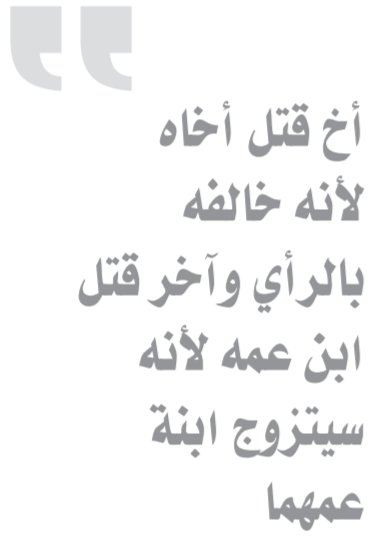 أخ قتل أخاه
لأنه خالفه
بالرأي وآخر قتل
ابن عمه لأنه
سيتزوج ابنة
عمهما